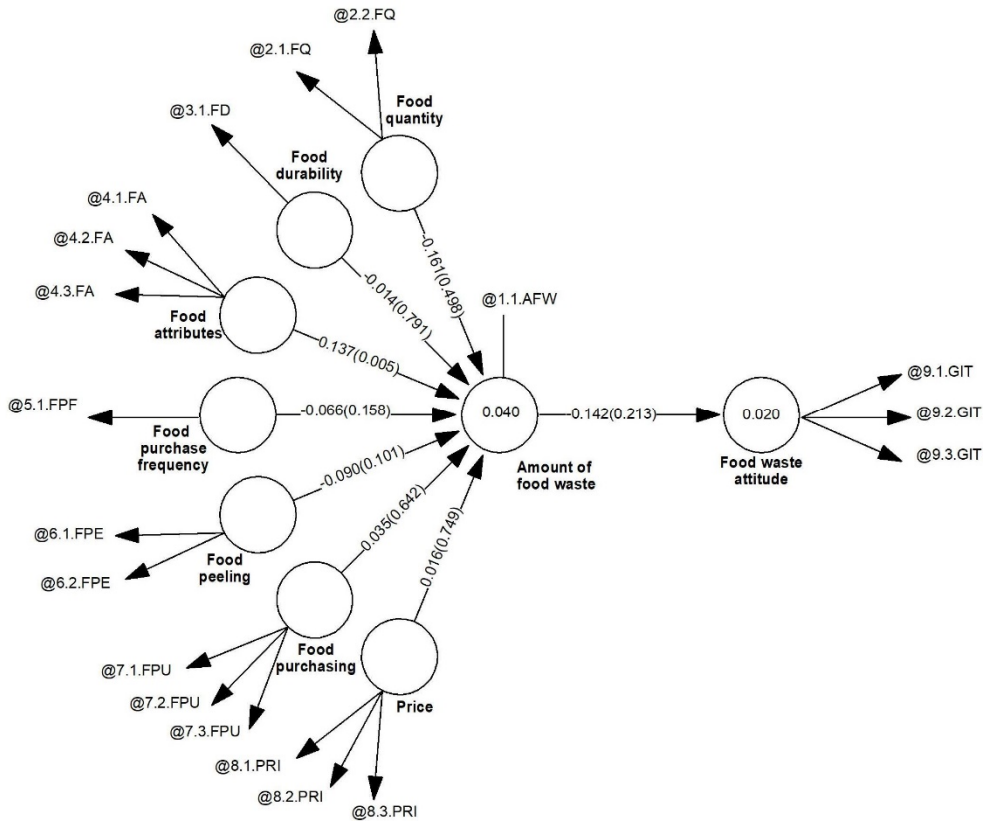 @2.2.FQ
@2.1.FQ
Food
quantity
@3.1.FD
Food
durability
@4.1.FA
@4.2.FA
@4.3.FA
Food
attributes
-0.161(0.498)
-0.014(0.791)
0.137(0.005)
@1.1.AFW
@5.1.FPF
Food
purchase
frequency
-0.066(0.158)
0.040
Amount of
food waste
-0.142(0.213)
0.020
Food waste
attitude
@9.1.GIT
@9.2.GIT
@9.3.GIT
-0.090(0.101)
0.035(0.642)
0.016(0.749)
@6.1.FPE
@6.2.FPE
Food
peeling
Food
purchasing
@7.1.FPU
@7.2.FPU
@7.3.FPU
Price
@8.1.PRI
@8.2.PRI
@8.3.PRI